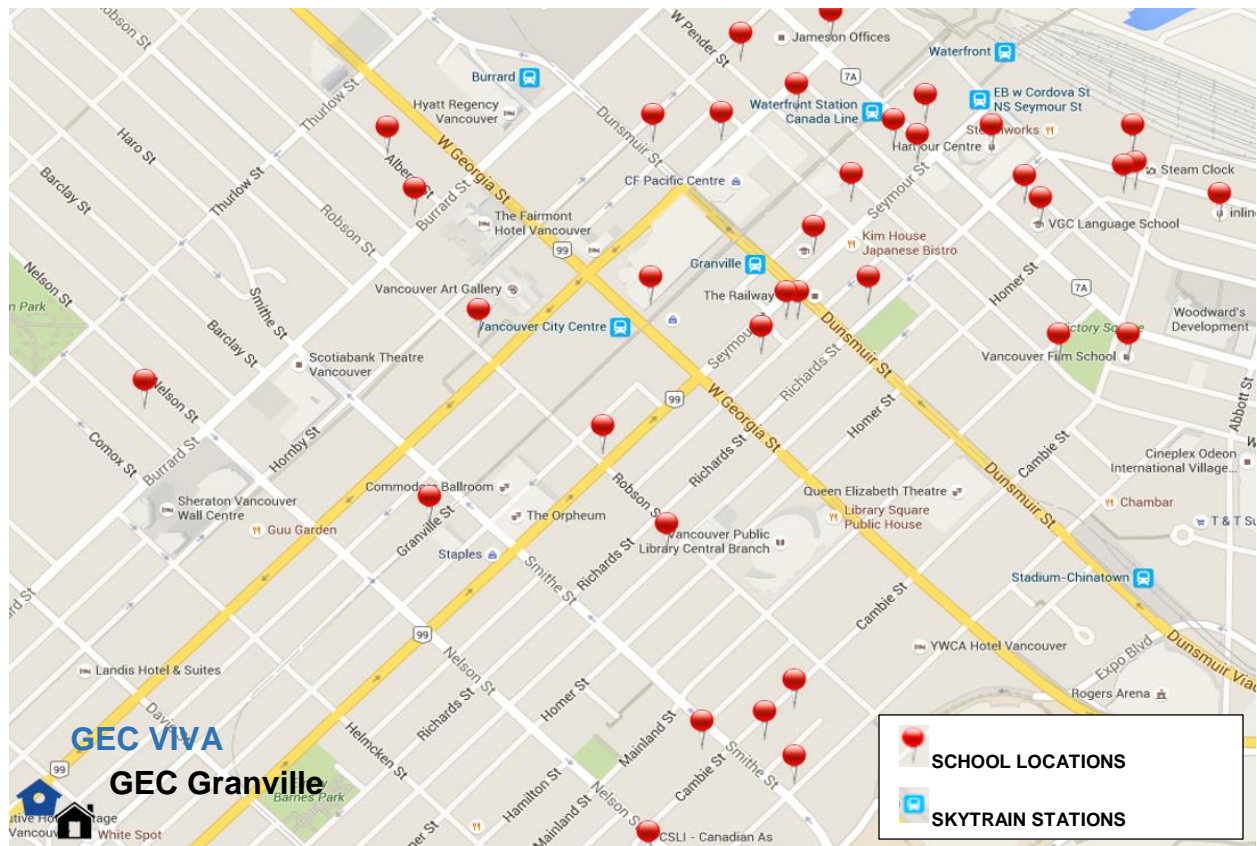 Robson St
W Pender St
Jameson Offices
Waterfront
7A
Burrard
Thurlow St
Hyatt Regency
Vancouver
Waterfront Station
Canada Line
EB w Cordova St
NS Seymour St
Dunsmuir St
Harbour Centre
Haro St
W Georgia St
Steam Clock
Barclay St
Thurlow St
Burrard St
CF Pacific Centre
Seymour St
Robson St
The Fairmont
Hotel Vancouver
99
VGC Language School
Kim House
Japanese Bistro
Nelson St
Granville
Homer St
7A
Vancouver Art Gallery
The Railway
Smithe St
Woodward's
Development
Vancouver City Centre
Dunsmuir St
Barclay St
Scotiabank Theatre
Vancouver
Richards St
Vancouver Film School
Nelson St
99
W Georgia St
Homer St
Abbott St
Comox St
Hornby St
Burrard St
Richards St
Cambie St
Cineplex Odeon
International Village...
Commodore Ballroom
Queen Elizabeth Theatre
Dunsmuir St
Sheraton Vancouver
Wall Centre
Robson St
Library Square
Public House
Chambar
Guu Garden
The Orpheum
Granville St
Vancouver Public
Library Central Branch
Staples
Richards St
Smithe St
Stadium-Chinatown
Cambie St
99
Nelson St
YWCA Hotel Vancouver
Expo Blvd
Dunsmuir Via
Landis Hotel & Suites
Homer St
Rogers Arena
Richards St
GEC VIVA
Helmcken St
Mainland St
Smithe St
GEC Granville
Cambie St
SCHOOL LOCATIONS
99
Barnes Park
Hamilton St
Nelson St
SKYTRAIN STATIONS
White Spot
Mainland St
CSLI - Canadian As